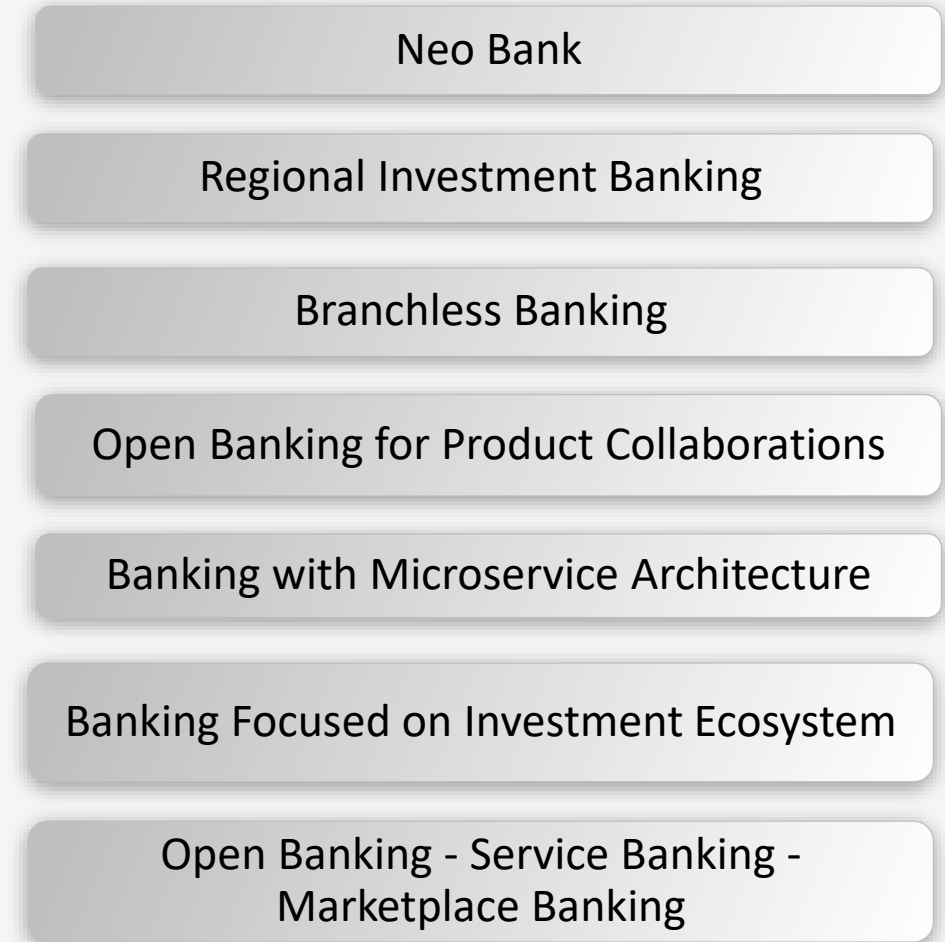 Neo Bank
Regional Investment Banking
Branchless Banking
Open Banking for Product Collaborations
Banking with Microservice Architecture
Banking Focused on Investment Ecosystem
Open Banking - Service Banking -
Marketplace Banking